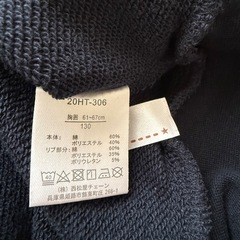 20HT-306
胸囲 61~67cm
130
本体:綿 60%
ポリエステル 40%
リブ部分:綿 60%
ポリエステル 35%
ポリウレタン 5%
40
(株)西松屋チェーン
兵庫県姫路市飾東町庄266-1